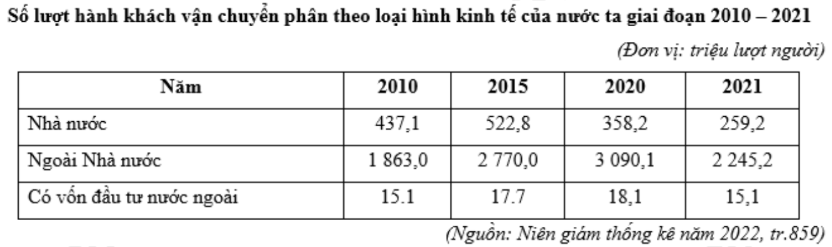 Số lượt hành khách vận chuyển phân theo loại hình kinh tế của nước ta giai đoạn 2010 – 2021
(Đơn vị: triệu lượt người)
Năm 2010 2015 2020 2021
Nhà nước 437,1 522,8 358,2 259,2
Ngoài Nhà nước 1 863,0 2 770,0 3 090,1 2 245,2
Có vốn đầu tư nước ngoài 15.1 17.7 18,1 15,1
(Nguồn: Niên giám thống kê năm 2022, tr.859)